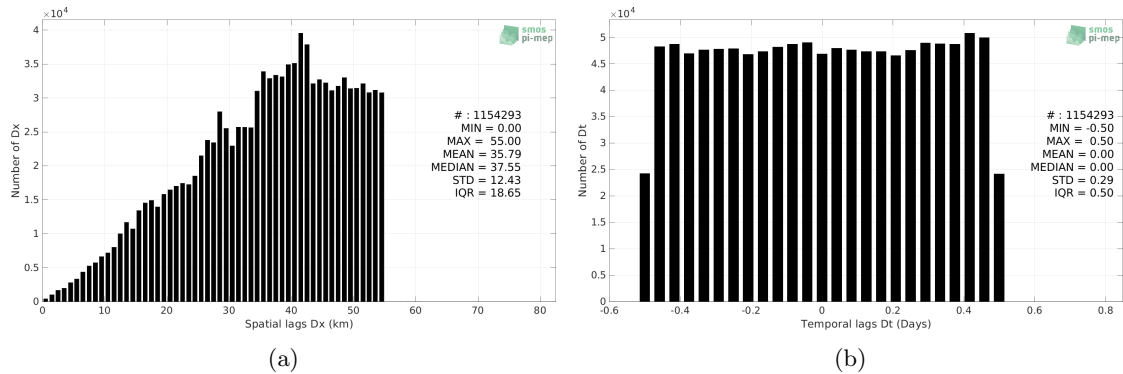 ×10⁴
4
3.5
3
2.5
2
1.5
1
0.5
0
Number of Dx
0 10 20 30 40 50 60 70 80
Spatial lags Dx (km)
smos
pi-mep
# : 1154293
MIN = 0.00
MAX = 55.00
MEAN = 35.79
MEDIAN = 37.55
STD = 12.43
IQR = 18.65
(a)
×10⁴
5
4.5
4
3.5
3
2.5
2
1.5
1
0.5
0
Number of Dt
-0.6 -0.4 -0.2 0 0.2 0.4 0.6 0.8
Temporal lags Dt (Days)
smos
pi-mep
# : 1154293
MIN = -0.50
MAX = 0.50
MEAN = 0.00
MEDIAN = 0.00
STD = 0.29
IQR = 0.50
(b)